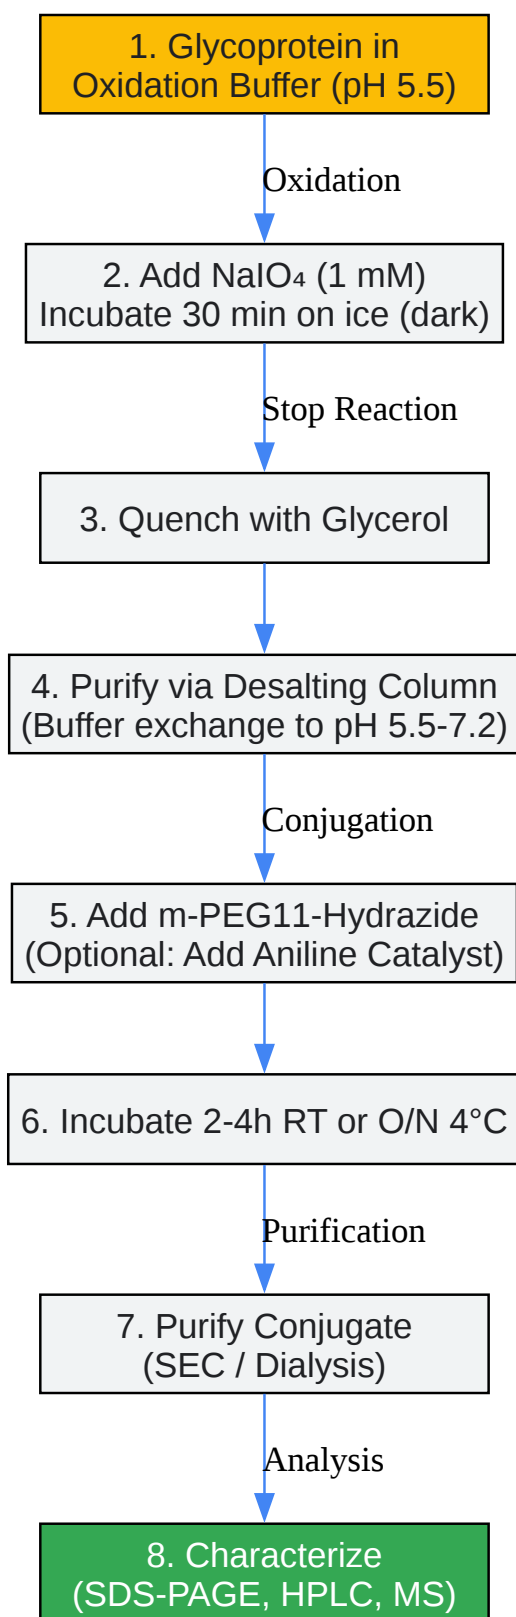 1. Glycoprotein in
Oxidation Buffer (pH 5.5)
Oxidation
2. Add NaIO₄ (1 mM)
Incubate 30 min on ice (dark)
Stop Reaction
3. Quench with Glycerol
4. Purify via Desalting Column
(Buffer exchange to pH 5.5-7.2)
Conjugation
5. Add m-PEG11-Hydrazide
(Optional: Add Aniline Catalyst)
6. Incubate 2-4h RT or O/N 4°C
Purification
7. Purify Conjugate
(SEC / Dialysis)
Analysis
8. Characterize
(SDS-PAGE, HPLC, MS)